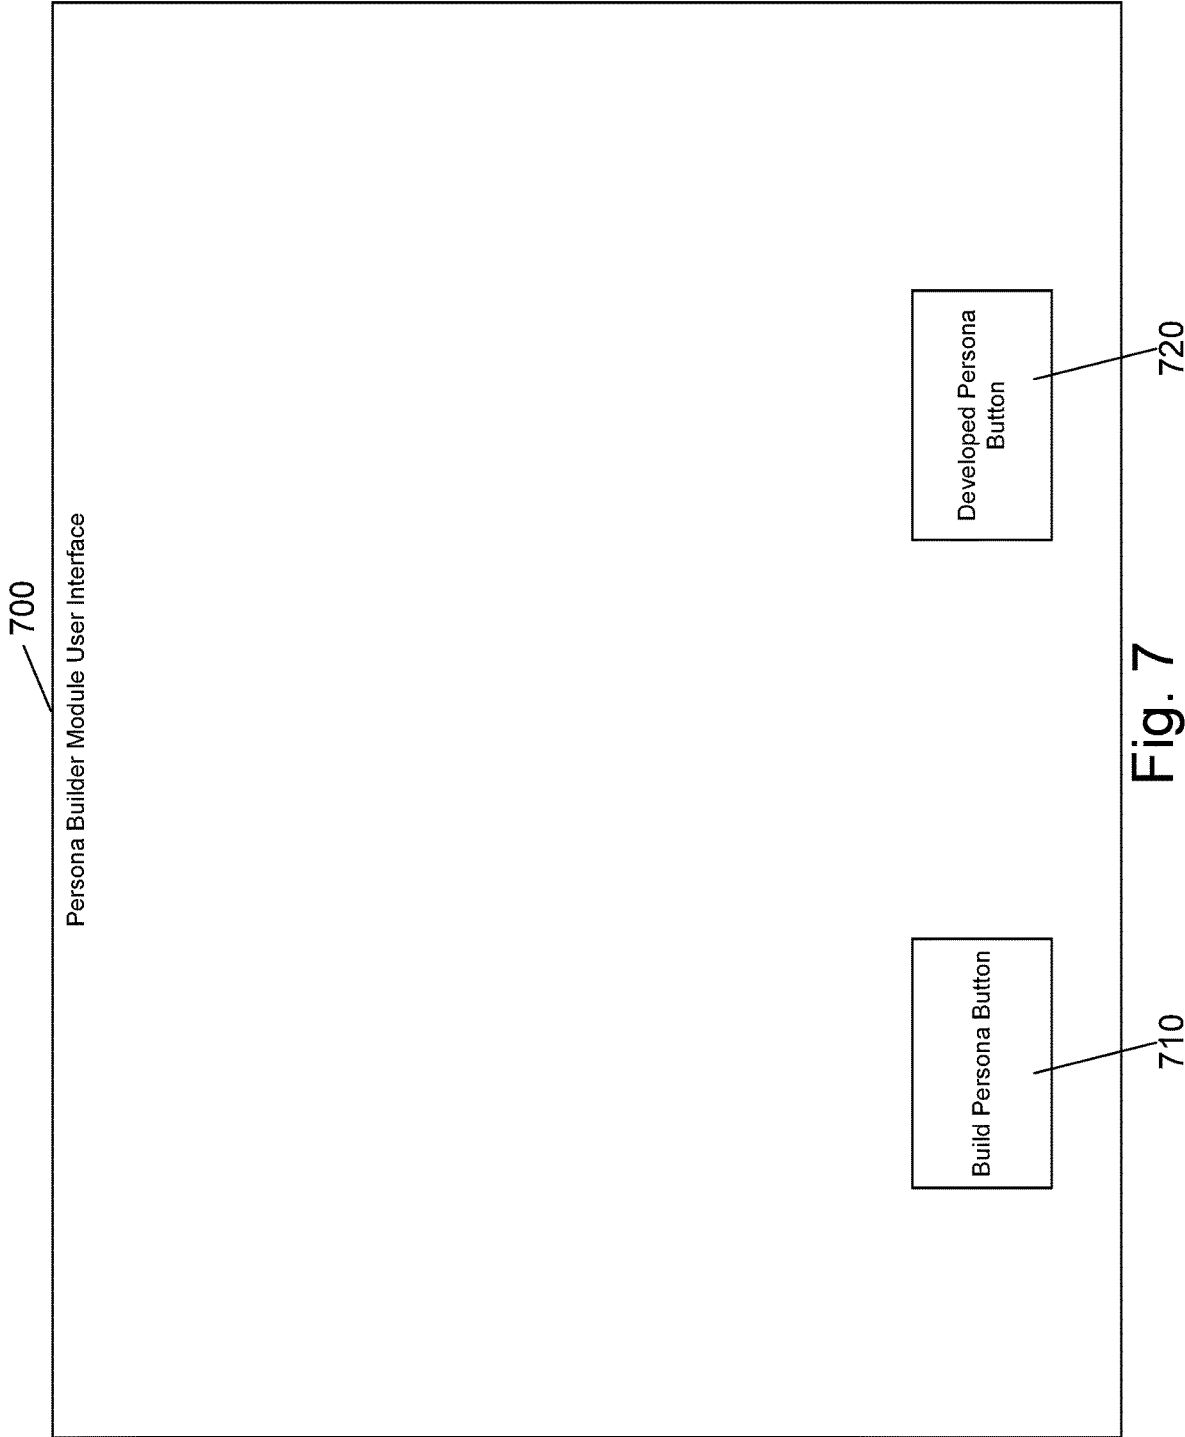 700
Persona Builder Module User Interface
Build Persona Button
Developed Persona
Button
710
720
Fig. 7